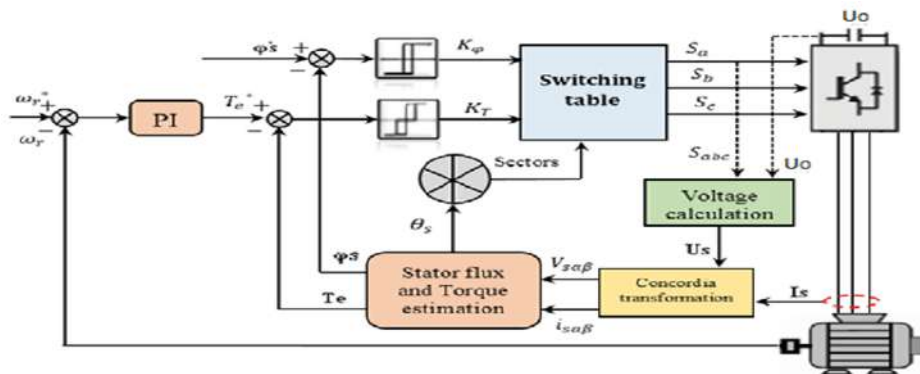 Uo
φ*s
+
−
Kφ
Switching table
Sa
Sb
Sc
ωr*
+
−
ωr
PI
Te*
+
−
KT
Sectors
Sabc
Uo
θs
Voltage calculation
Us
φs
Te
Stator flux and Torque estimation
Vsαβ
isαβ
Concordia transformation
Is